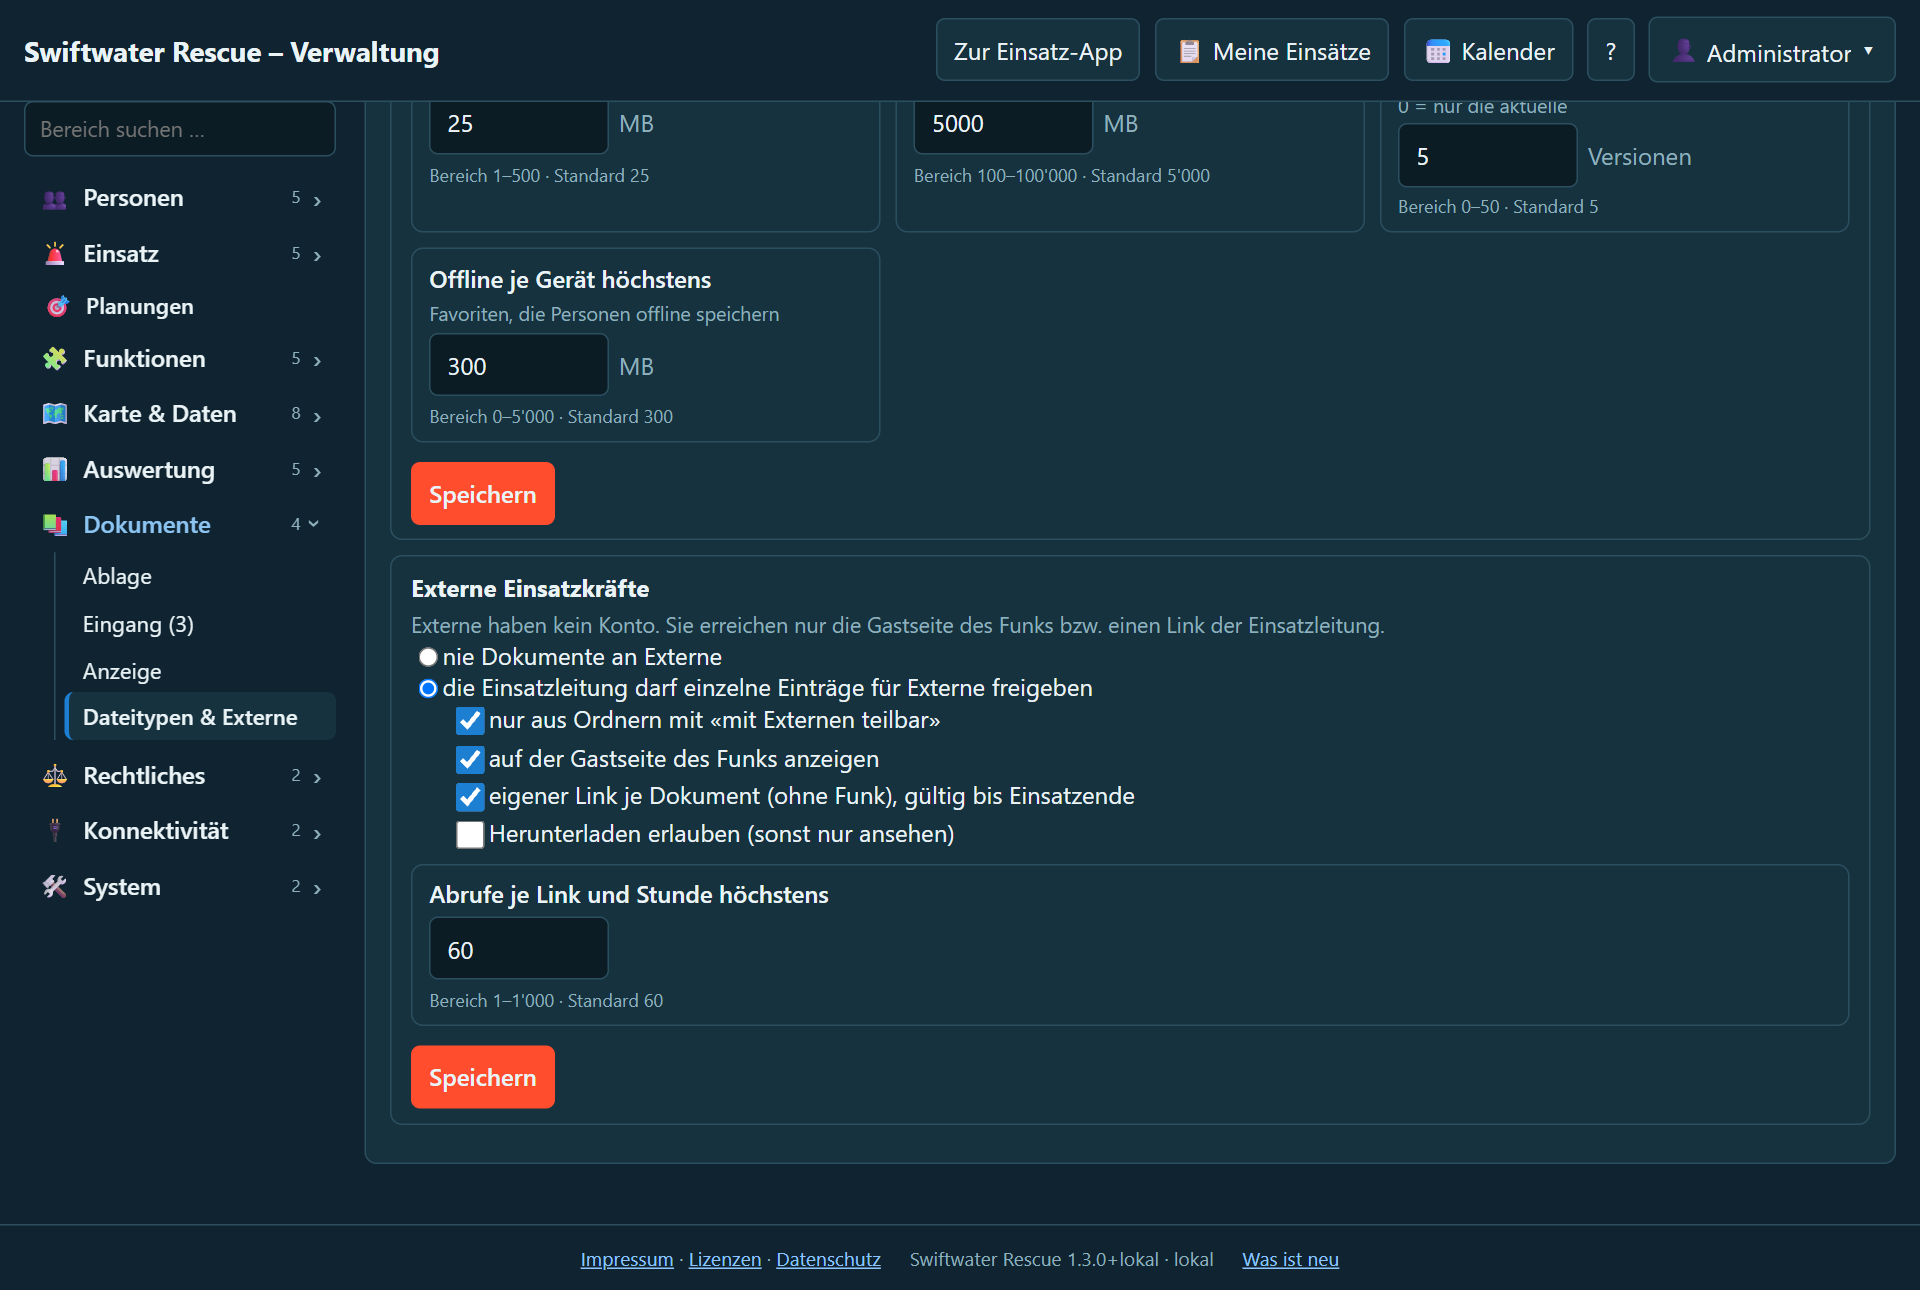 Swiftwater Rescue – Verwaltung
Zur Einsatz-App
Meine Einsätze
Kalender
?
Administrator
Bereich suchen ...
Personen 5
Einsatz 5
Planungen
Funktionen 5
Karte & Daten 8
Auswertung 5
Dokumente 4
Ablage
Eingang (3)
Anzeige
Dateitypen & Externe
Rechtliches 2
Konnektivität 2
System 2
25 MB
Bereich 1–500 · Standard 25
5000 MB
Bereich 100–100'000 · Standard 5'000
0 = nur die aktuelle
5 Versionen
Bereich 0–50 · Standard 5
Offline je Gerät höchstens
Favoriten, die Personen offline speichern
300 MB
Bereich 0–5'000 · Standard 300
Speichern
Externe Einsatzkräfte
Externe haben kein Konto. Sie erreichen nur die Gastseite des Funks bzw. einen Link der Einsatzleitung.
nie Dokumente an Externe
die Einsatzleitung darf einzelne Einträge für Externe freigeben
nur aus Ordnern mit «mit Externen teilbar»
auf der Gastseite des Funks anzeigen
eigener Link je Dokument (ohne Funk), gültig bis Einsatzende
Herunterladen erlauben (sonst nur ansehen)
Abrufe je Link und Stunde höchstens
60
Bereich 1–1'000 · Standard 60
Speichern
Impressum · Lizenzen · Datenschutz Swiftwater Rescue 1.3.0+lokal · lokal Was ist neu